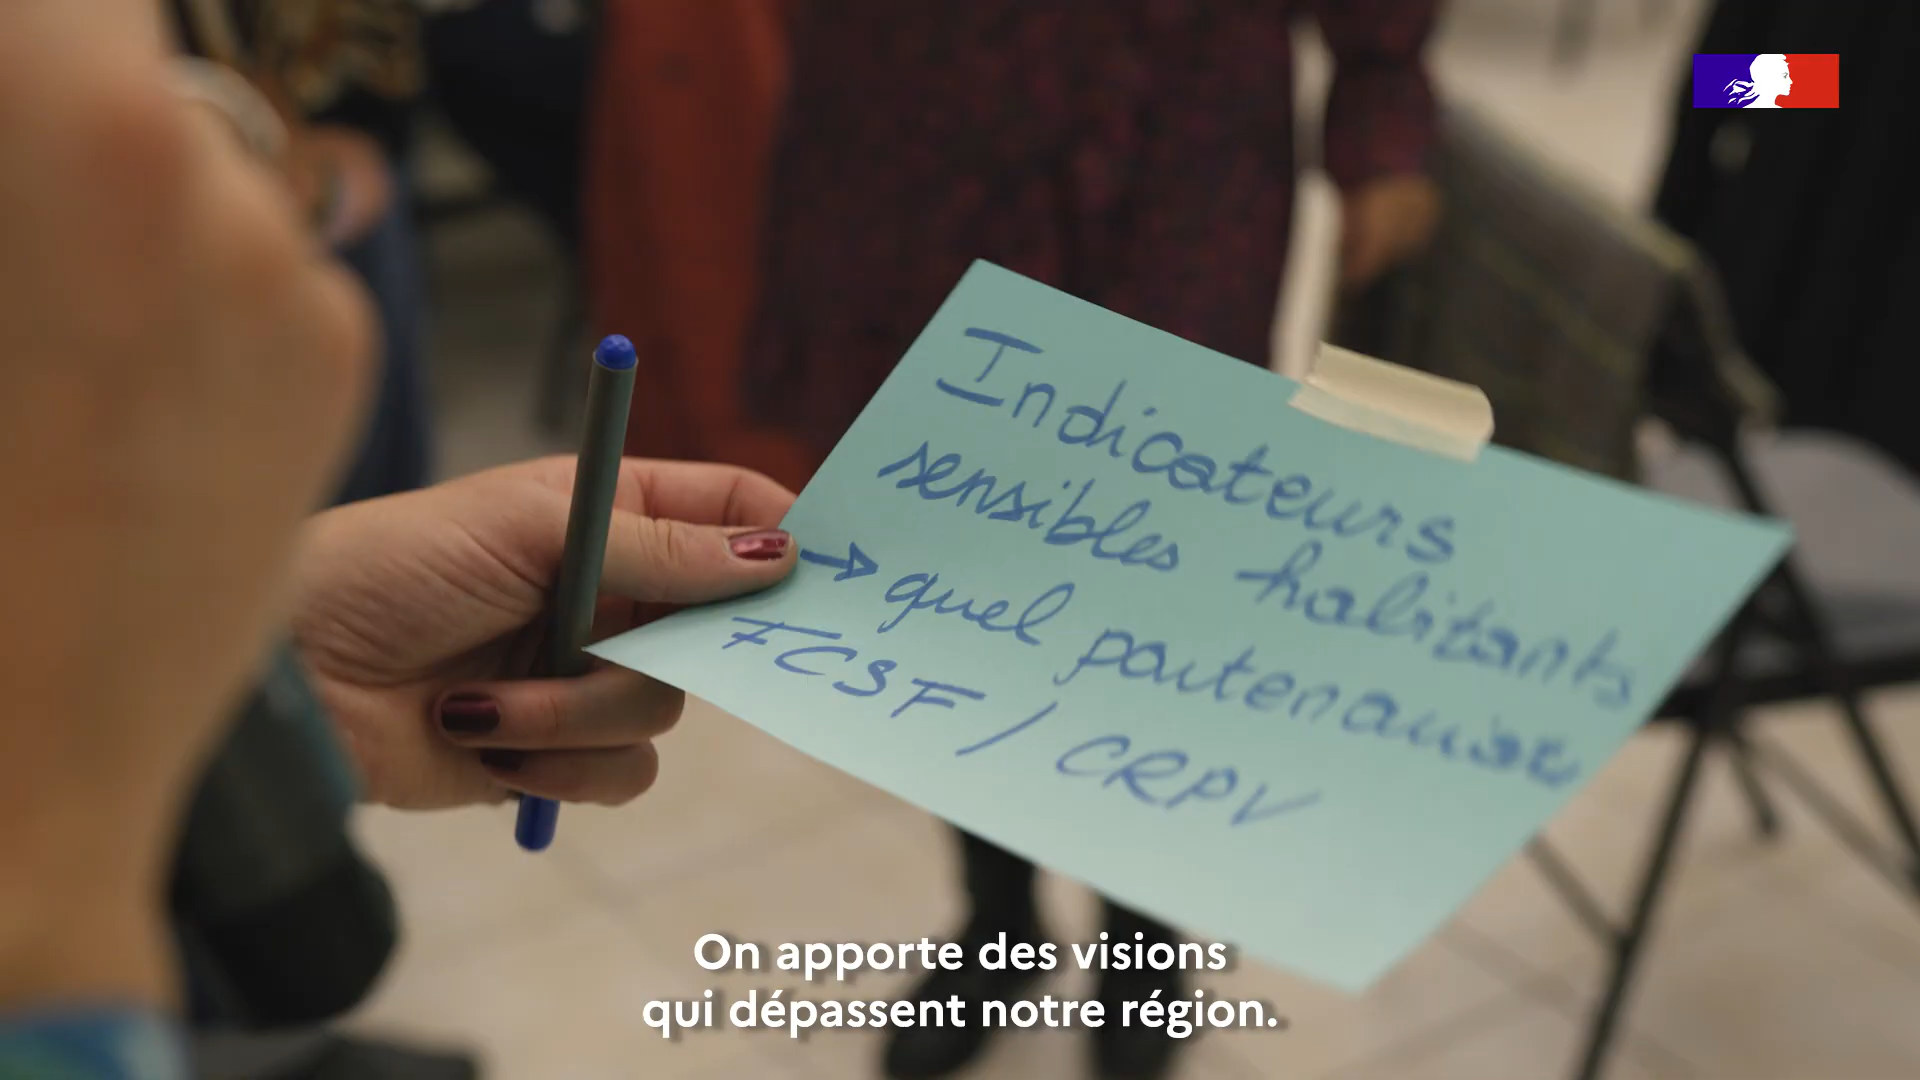 Indicateurs
sensibles habitants
→ quel partenariat
FCSF / CRPV
On apporte des visions
qui dépassent notre région.